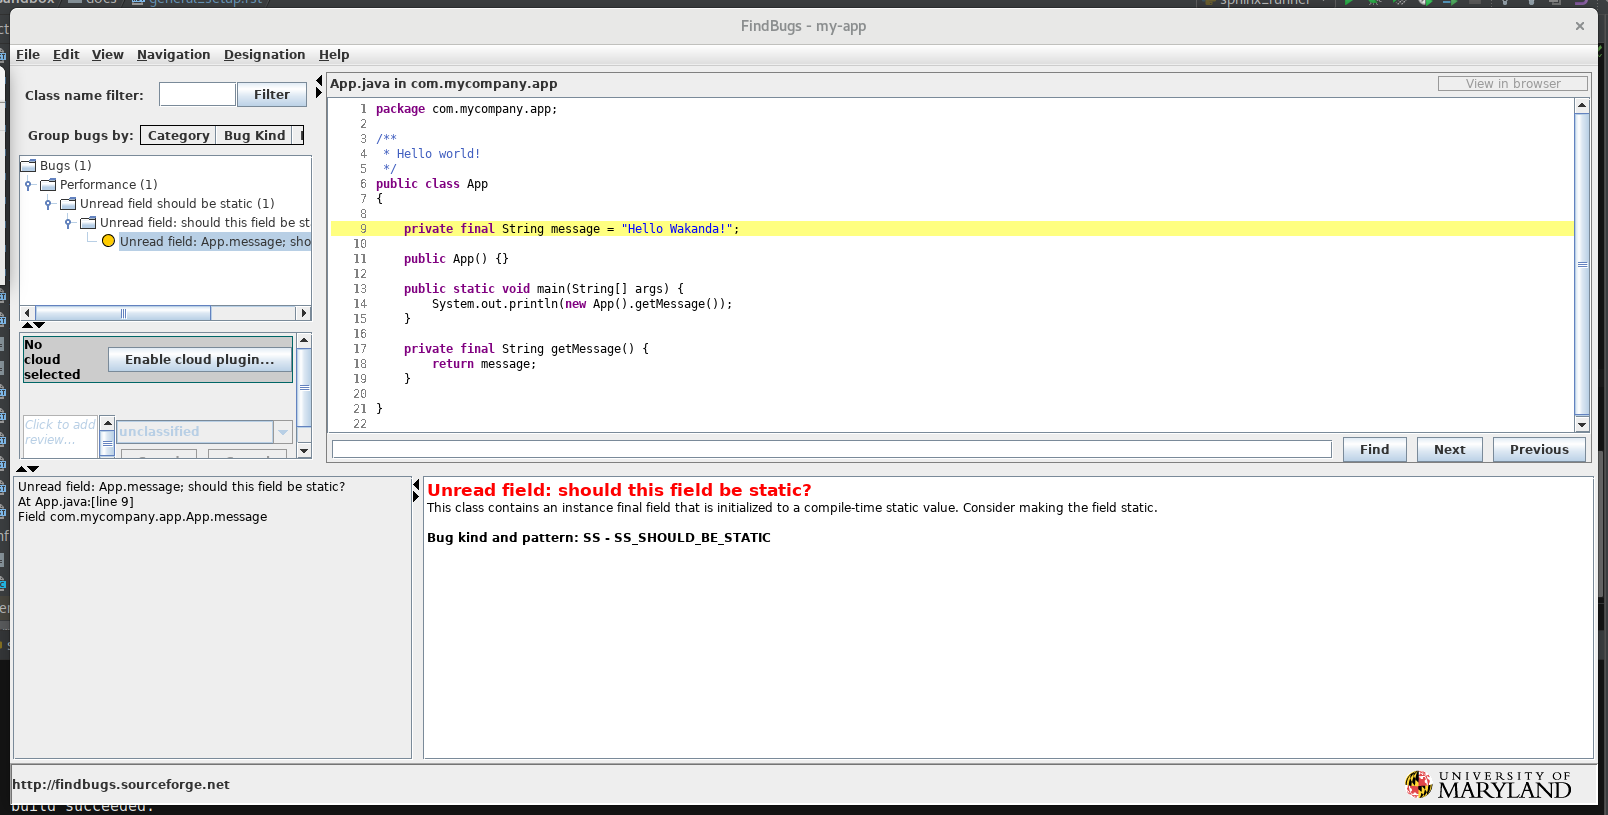 docs
general_setup.rst
sphinx_runner
FindBugs - my-app
File Edit View Navigation Designation Help
Class name filter: Filter
Group bugs by: Category Bug Kind
Bugs (1)
Performance (1)
Unread field should be static (1)
Unread field: should this field be st
Unread field: App.message; sho
No cloud selected
Enable cloud plugin...
Click to add review...
unclassified
App.java in com.mycompany.app
View in browser
1 package com.mycompany.app;
2
3 /**
4 * Hello world!
5 */
6 public class App
7 {
8
9 private final String message = "Hello Wakanda!";
10
11 public App() {}
12
13 public static void main(String[] args) {
14 System.out.println(new App().getMessage());
15 }
16
17 private final String getMessage() {
18 return message;
19 }
20
21 }
22
Find Next Previous
Unread field: App.message; should this field be static?
At App.java:[line 9]
Field com.mycompany.app.App.message
Unread field: should this field be static?
This class contains an instance final field that is initialized to a compile-time static value. Consider making the field static.
Bug kind and pattern: SS - SS_SHOULD_BE_STATIC
http://findbugs.sourceforge.net
UNIVERSITY OF
MARYLAND
build succeeded.